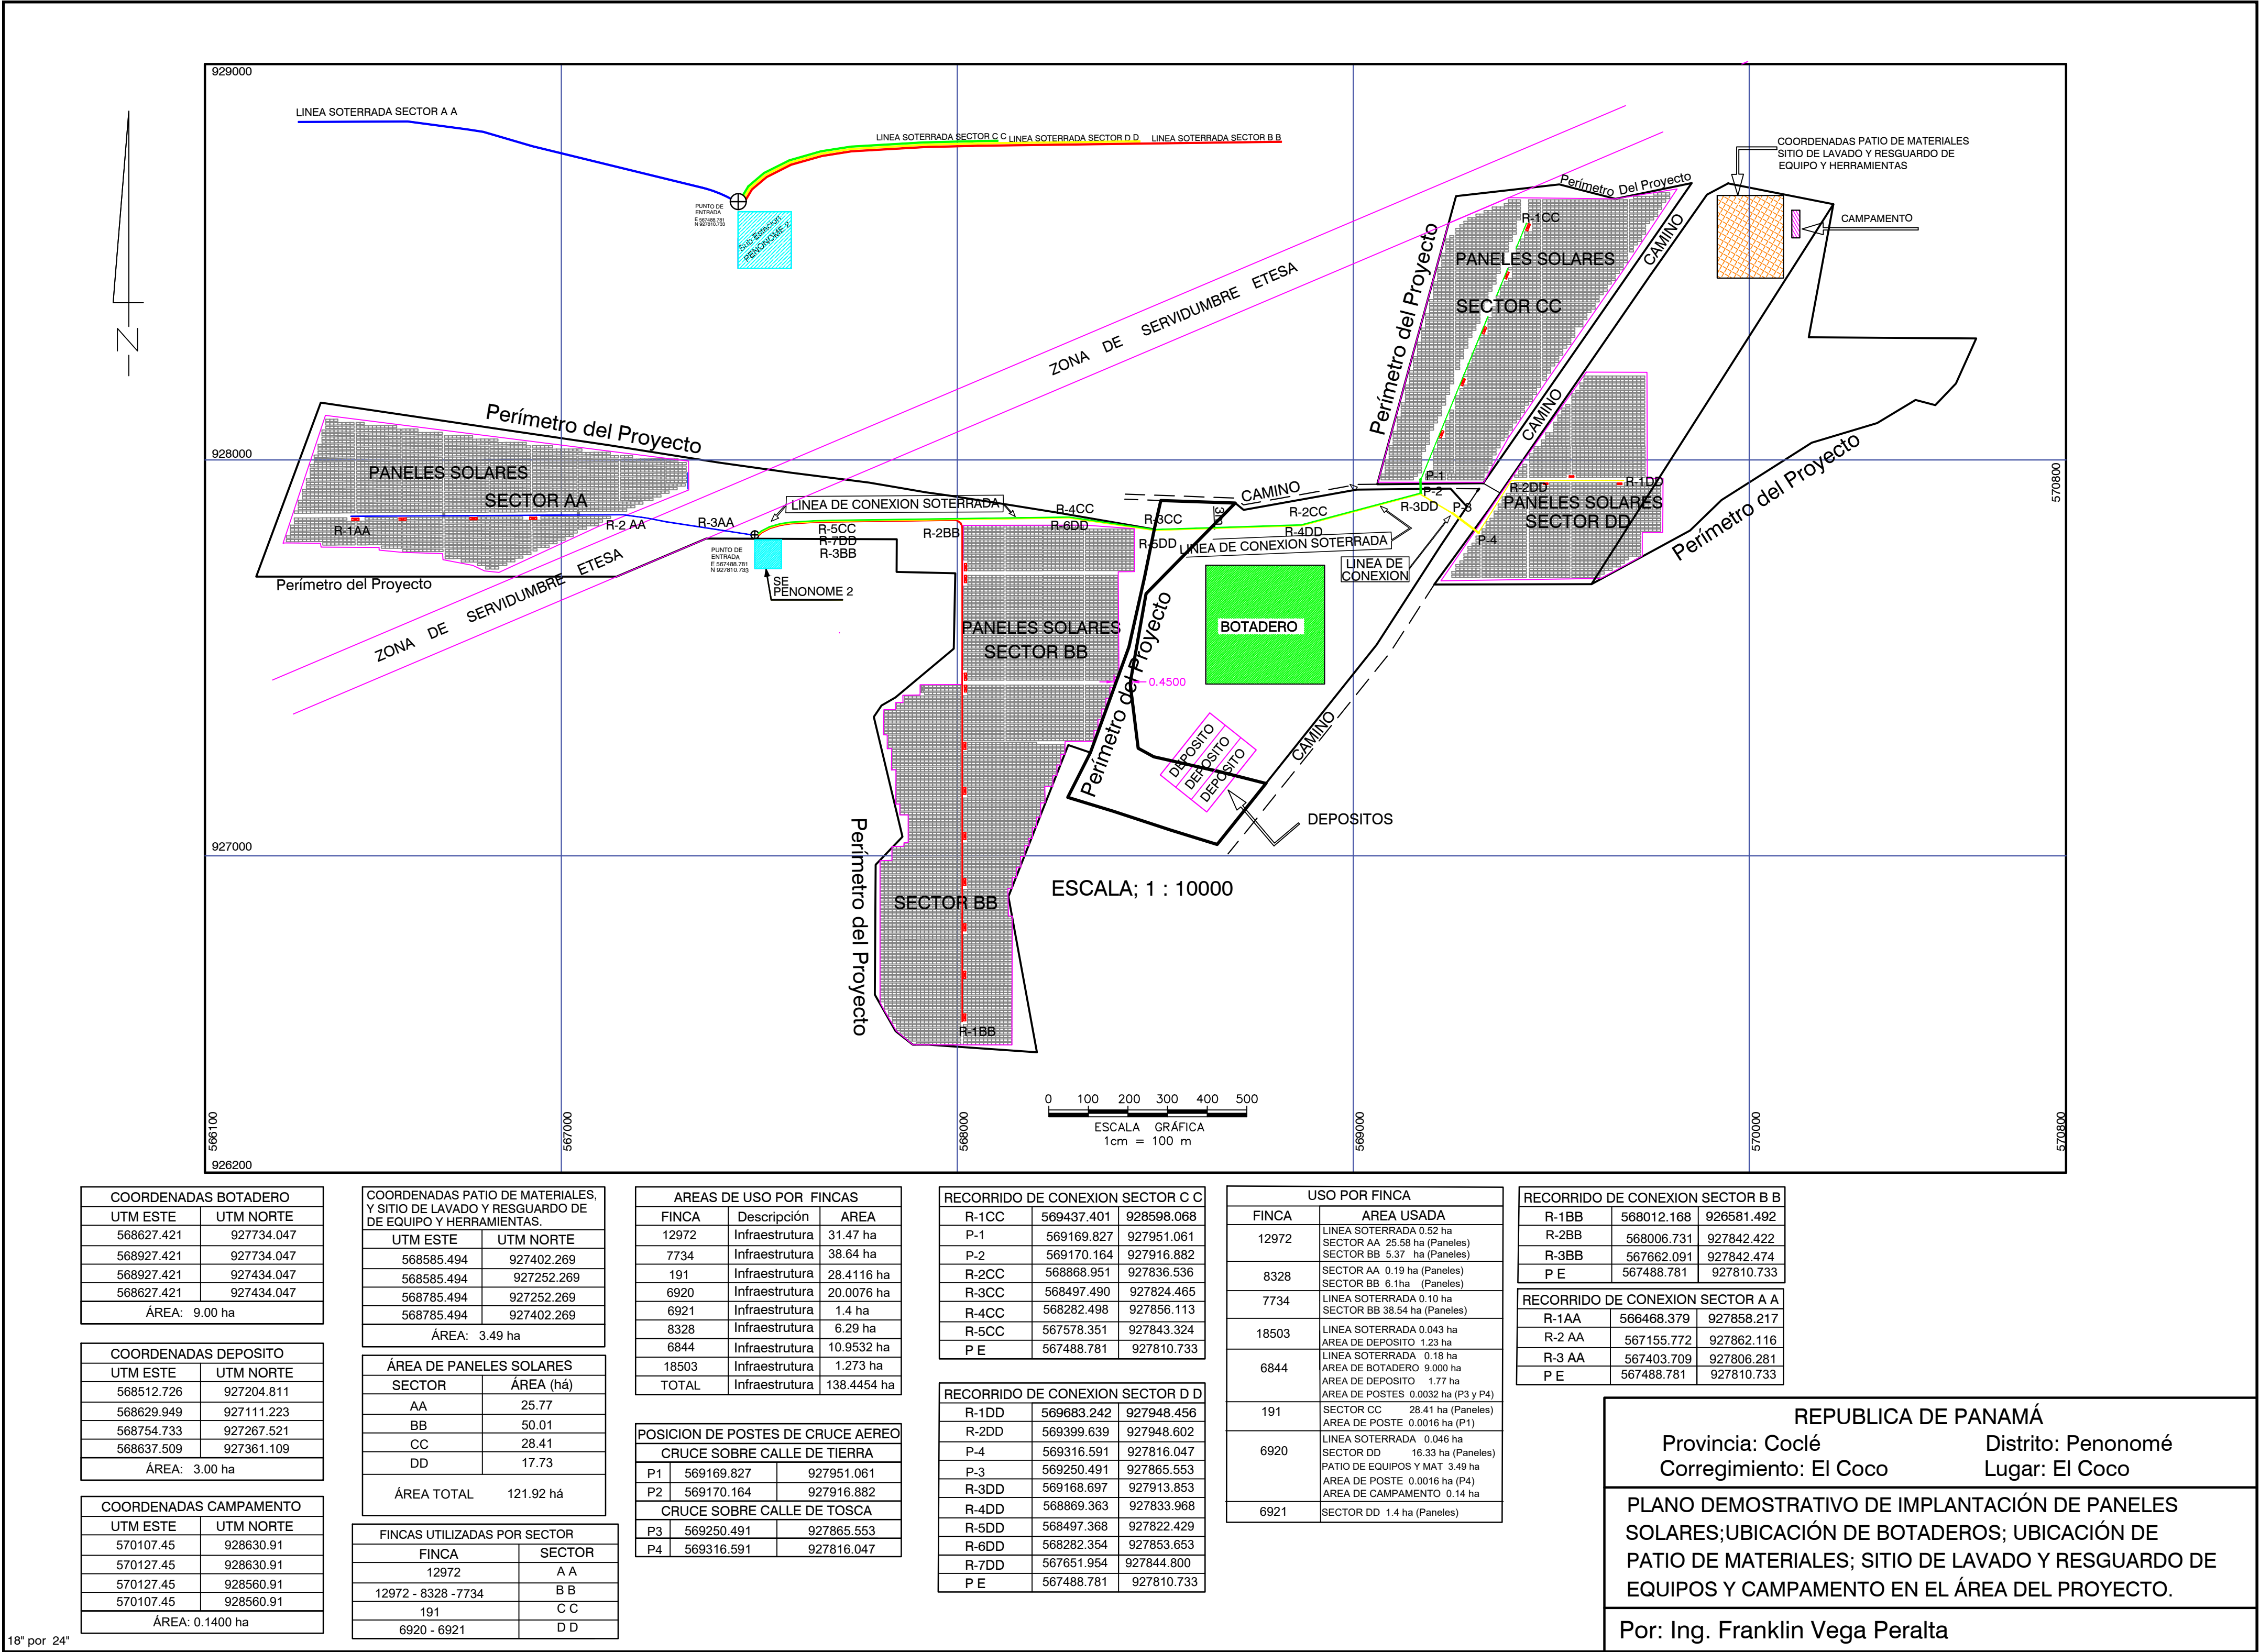 929000
LINEA SOTERRADA SECTOR A A
LINEA SOTERRADA SECTOR C C
LINEA SOTERRADA SECTOR D D
LINEA SOTERRADA SECTOR B B
PUNTO DE
ENTRADA
E 567488.781
N 927810.733
Sub Estacion
PENONOME 2
COORDENADAS PATIO DE MATERIALES
SITIO DE LAVADO Y RESGUARDO DE
EQUIPO Y HERRAMIENTAS
CAMPAMENTO
Perímetro Del Proyecto
R-1CC
CAMINO
PANELES SOLARES
SECTOR CC
Perímetro del Proyecto
ZONA DE SERVIDUMBRE ETESA
N
Perímetro del Proyecto
928000
PANELES SOLARES
SECTOR AA
R-1AA
R-2 AA
R-3AA
Perímetro del Proyecto
ZONA DE SERVIDUMBRE ETESA
LINEA DE CONEXION SOTERRADA
R-5CC
R-7DD
R-3BB
R-2BB
PUNTO DE
ENTRADA
E 567488.781
N 927810.733
SE
PENONOME 2
R-4CC
R-6DD
R-3CC
R-5DD
CAMINO
R-2CC
R-4DD
LINEA DE CONEXION SOTERRADA
LINEA DE
CONEXION
P-1
P-2
R-3DD
P-3
P-4
CAMINO
R-2DD
R-1DD
PANELES SOLARES
SECTOR DD
Perímetro del Proyecto
570800
PANELES SOLARES
SECTOR BB
0.4500
BOTADERO
Perímetro del Proyecto
DEPOSITO
DEPOSITO
DEPOSITO
CAMINO
DEPOSITOS
927000
Perímetro del Proyecto
SECTOR BB
R-1BB
ESCALA; 1 : 10000
0 100 200 300 400 500
ESCALA GRÁFICA
1cm = 100 m
566100
567000
568000
569000
570000
570800
926200
COORDENADAS BOTADERO
UTM ESTE UTM NORTE
568627.421 927734.047
568927.421 927734.047
568927.421 927434.047
568627.421 927434.047
ÁREA: 9.00 ha
COORDENADAS DEPOSITO
UTM ESTE UTM NORTE
568512.726 927204.811
568629.949 927111.223
568754.733 927267.521
568637.509 927361.109
ÁREA: 3.00 ha
COORDENADAS CAMPAMENTO
UTM ESTE UTM NORTE
570107.45 928630.91
570127.45 928630.91
570127.45 928560.91
570107.45 928560.91
ÁREA: 0.1400 ha
18" por 24"
COORDENADAS PATIO DE MATERIALES,
Y SITIO DE LAVADO Y RESGUARDO DE
DE EQUIPO Y HERRAMIENTAS.
UTM ESTE UTM NORTE
568585.494 927402.269
568585.494 927252.269
568785.494 927252.269
568785.494 927402.269
ÁREA: 3.49 ha
ÁREA DE PANELES SOLARES
SECTOR ÁREA (há)
AA 25.77
BB 50.01
CC 28.41
DD 17.73
ÁREA TOTAL 121.92 há
FINCAS UTILIZADAS POR SECTOR
FINCA SECTOR
12972 A A
12972 - 8328 -7734 B B
191 C C
6920 - 6921 D D
AREAS DE USO POR FINCAS
FINCA Descripción AREA
12972 Infraestrutura 31.47 ha
7734 Infraestrutura 38.64 ha
191 Infraestrutura 28.4116 ha
6920 Infraestrutura 20.0076 ha
6921 Infraestrutura 1.4 ha
8328 Infraestrutura 6.29 ha
6844 Infraestrutura 10.9532 ha
18503 Infraestrutura 1.273 ha
TOTAL Infraestrutura 138.4454 ha
POSICION DE POSTES DE CRUCE AEREO
CRUCE SOBRE CALLE DE TIERRA
P1 569169.827 927951.061
P2 569170.164 927916.882
CRUCE SOBRE CALLE DE TOSCA
P3 569250.491 927865.553
P4 569316.591 927816.047
RECORRIDO DE CONEXION SECTOR C C
R-1CC 569437.401 928598.068
P-1 569169.827 927951.061
P-2 569170.164 927916.882
R-2CC 568868.951 927836.536
R-3CC 568497.490 927824.465
R-4CC 568282.498 927856.113
R-5CC 567578.351 927843.324
P E 567488.781 927810.733
RECORRIDO DE CONEXION SECTOR D D
R-1DD 569683.242 927948.456
R-2DD 569399.639 927948.602
P-4 569316.591 927816.047
P-3 569250.491 927865.553
R-3DD 569168.697 927913.853
R-4DD 568869.363 927833.968
R-5DD 568497.368 927822.429
R-6DD 568282.354 927853.653
R-7DD 567651.954 927844.800
P E 567488.781 927810.733
USO POR FINCA
FINCA AREA USADA
12972
LINEA SOTERRADA 0.52 ha
SECTOR AA 25.58 ha (Paneles)
SECTOR BB 5.37 ha (Paneles)
8328
SECTOR AA 0.19 ha (Paneles)
SECTOR BB 6.1ha (Paneles)
7734
LINEA SOTERRADA 0.10 ha
SECTOR BB 38.54 ha (Paneles)
18503
LINEA SOTERRADA 0.043 ha
AREA DE DEPOSITO 1.23 ha
6844
LINEA SOTERRADA 0.18 ha
AREA DE BOTADERO 9.000 ha
AREA DE DEPOSITO 1.77 ha
AREA DE POSTES 0.0032 ha (P3 y P4)
191
SECTOR CC 28.41 ha (Paneles)
AREA DE POSTE 0.0016 ha (P1)
6920
LINEA SOTERRADA 0.046 ha
SECTOR DD 16.33 ha (Paneles)
PATIO DE EQUIPOS Y MAT 3.49 ha
AREA DE POSTE 0.0016 ha (P4)
AREA DE CAMPAMENTO 0.14 ha
6921
SECTOR DD 1.4 ha (Paneles)
RECORRIDO DE CONEXION SECTOR B B
R-1BB 568012.168 926581.492
R-2BB 568006.731 927842.422
R-3BB 567662.091 927842.474
P E 567488.781 927810.733
RECORRIDO DE CONEXION SECTOR A A
R-1AA 566468.379 927858.217
R-2 AA 567155.772 927862.116
R-3 AA 567403.709 927806.281
P E 567488.781 927810.733
REPUBLICA DE PANAMÁ
Provincia: Coclé Distrito: Penonomé
Corregimiento: El Coco Lugar: El Coco
PLANO DEMOSTRATIVO DE IMPLANTACIÓN DE PANELES
SOLARES;UBICACIÓN DE BOTADEROS; UBICACIÓN DE
PATIO DE MATERIALES; SITIO DE LAVADO Y RESGUARDO DE
EQUIPOS Y CAMPAMENTO EN EL ÁREA DEL PROYECTO.
Por: Ing. Franklin Vega Peralta